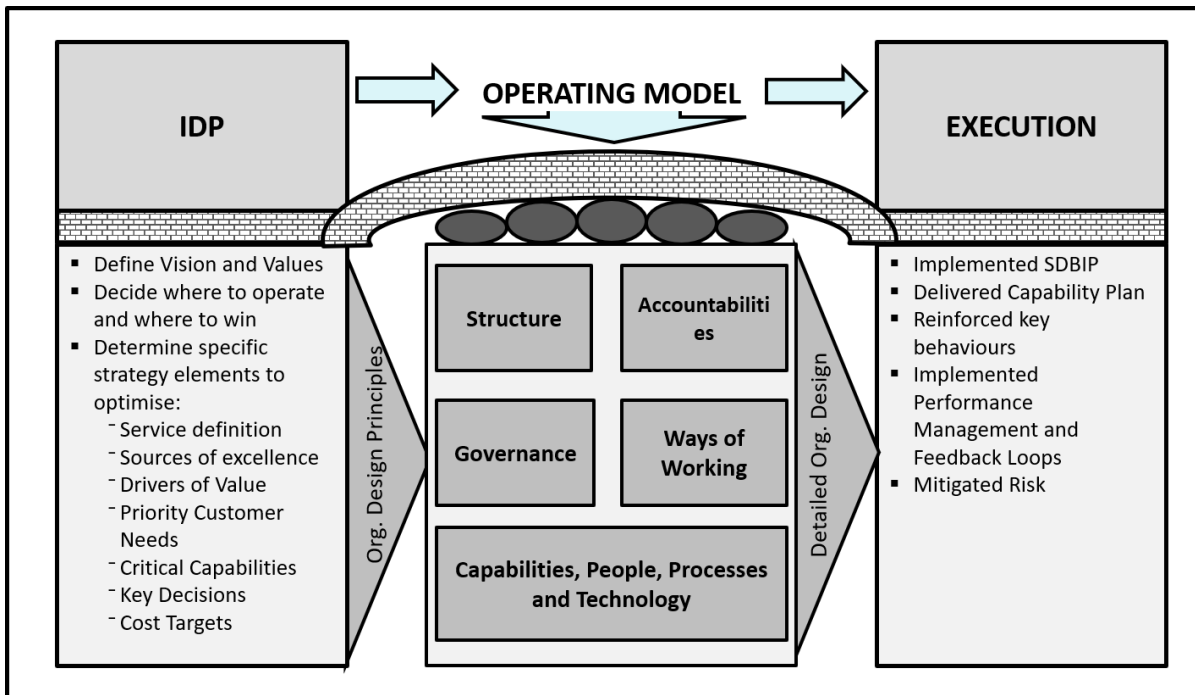 IDP
OPERATING MODEL
EXECUTION
▪ Define Vision and Values
▪ Decide where to operate
and where to win
▪ Determine specific
strategy elements to
optimise:
⁻ Service definition
⁻ Sources of excellence
⁻ Drivers of Value
⁻ Priority Customer
Needs
⁻ Critical Capabilities
⁻ Key Decisions
⁻ Cost Targets
Org. Design Principles
Structure
Accountabiliti
es
Governance
Ways of
Working
Capabilities, People, Processes
and Technology
Detailed Org. Design
▪ Implemented SDBIP
▪ Delivered Capability Plan
▪ Reinforced key
behaviours
▪ Implemented
Performance
Management and
Feedback Loops
▪ Mitigated Risk